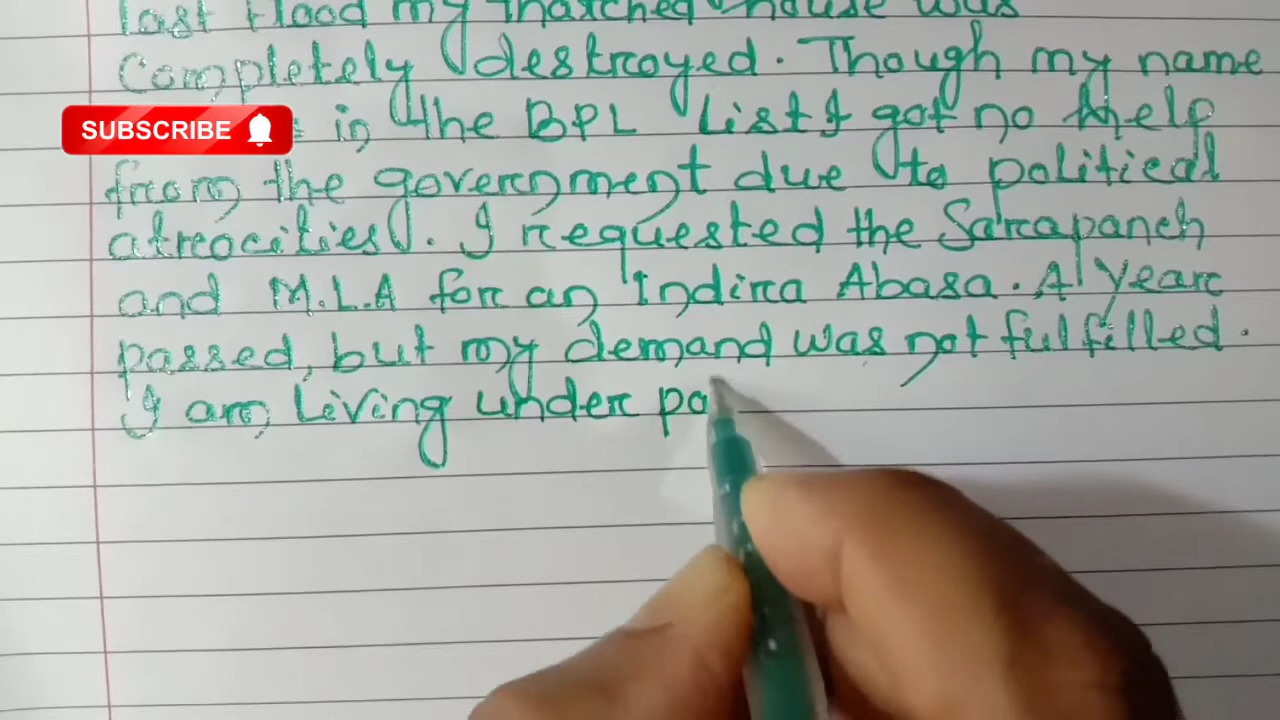 last flood my thatched house was
Completely destroyed. Though my name
SUBSCRIBE in the BPL List I got no help
from the government due to political
atrocities. I requested the Sarapanch
and M.L.A for an Indira Abasa. A year
passed, but my demand was not fulfilled.
I am living under po